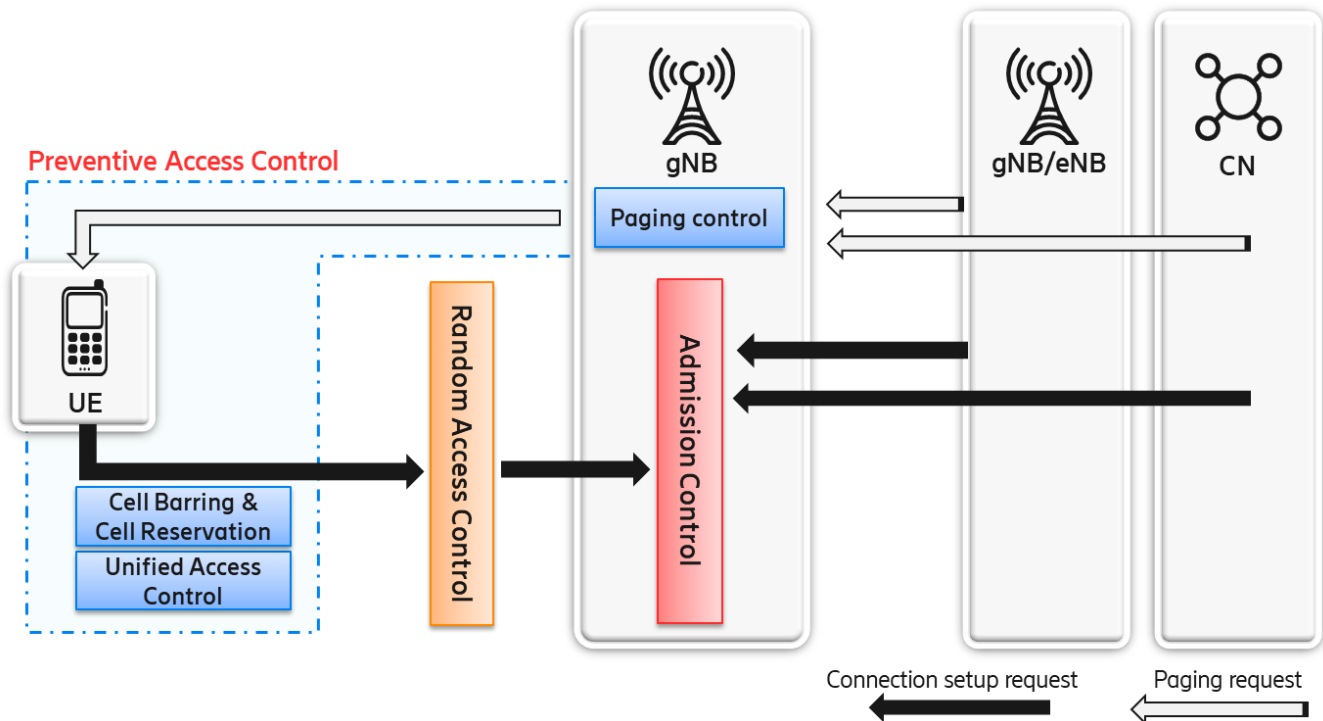 gNB
gNB/eNB
CN
Preventive Access Control
Paging control
UE
Random Access Control
Admission Control
Cell Barring &
Cell Reservation
Unified Access
Control
Connection setup request
Paging request